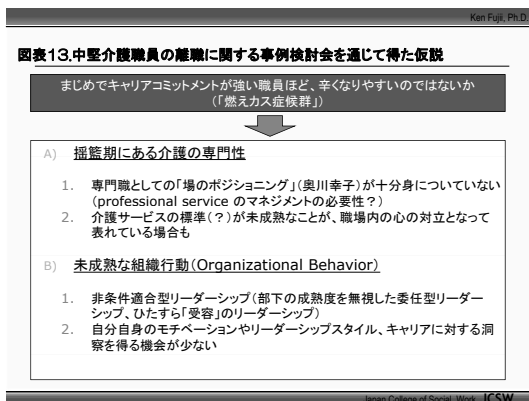 Ken Fujii, Ph.D.
図表13.中堅介護職員の離職に関する事例検討会を通じて得た仮説
まじめでキャリアコミットメントが強い職員ほど、辛くなりやすいのではないか
(「燃えカス症候群」)
A) 揺籃期にある介護の専門性
1. 専門職としての「場のポジショニング」(奥川幸子)が十分身についていない
(professional service のマネジメントの必要性?)
2. 介護サービスの標準(?)が未成熟なことが、職場内の心の対立となって
表れている場合も
B) 未成熟な組織行動(Organizational Behavior)
1. 非条件適合型リーダーシップ(部下の成熟度を無視した委任型リーダー
シップ、ひたすら「受容」のリーダーシップ)
2. 自分自身のモチベーションやリーダーシップスタイル、キャリアに対する洞
察を得る機会が少ない
Japan College of Social Work JCSW